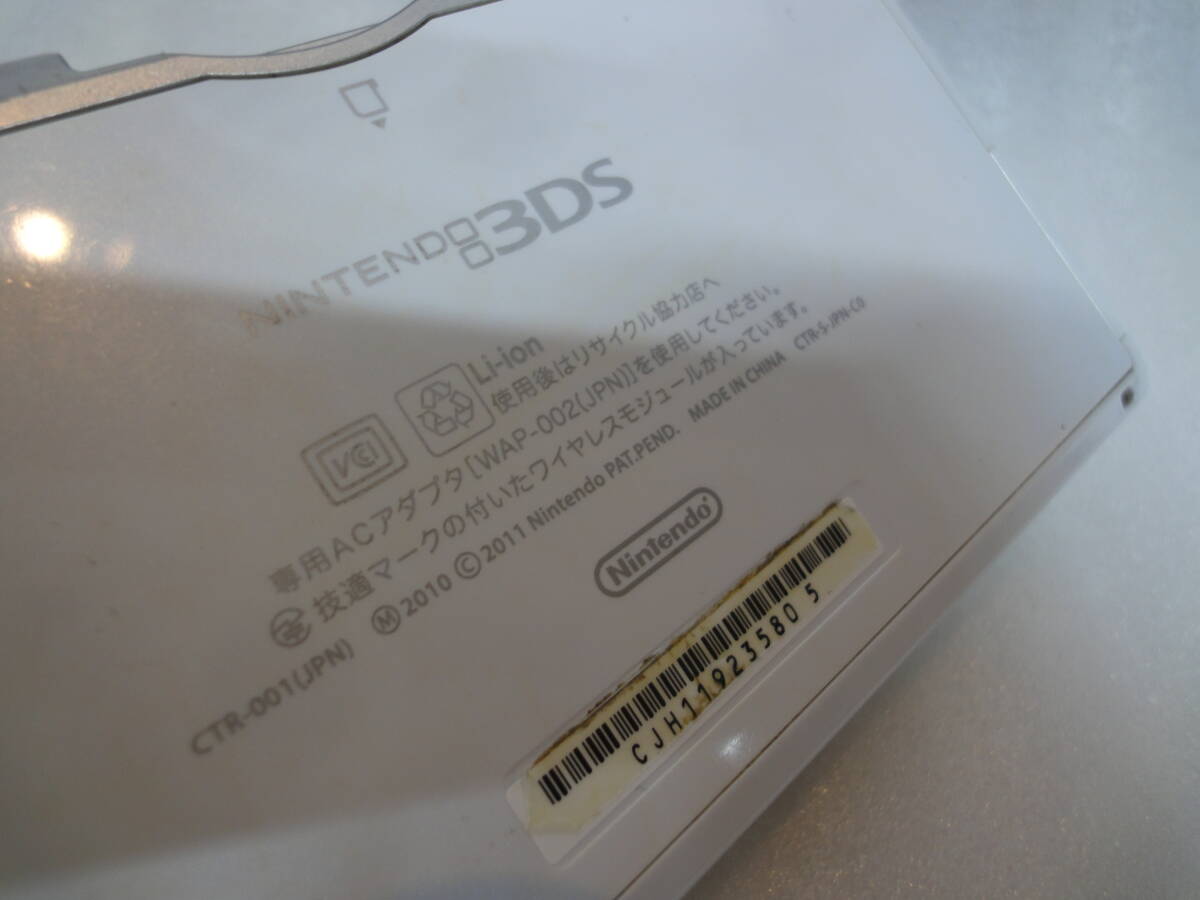 NINTENDO3DS
Li-ion
使用後はリサイクル協力店へ
VCCI
専用ACアダプタ[WAP-002(JPN)]を使用してください。
技適マークの付いたワイヤレスモジュールが入っています。
CTR-001(JPN) Ⓜ2010 ©2011 Nintendo PAT.PEND. MADE IN CHINA CTR-S-JPN-C0
Nintendo
CJH11923580 5